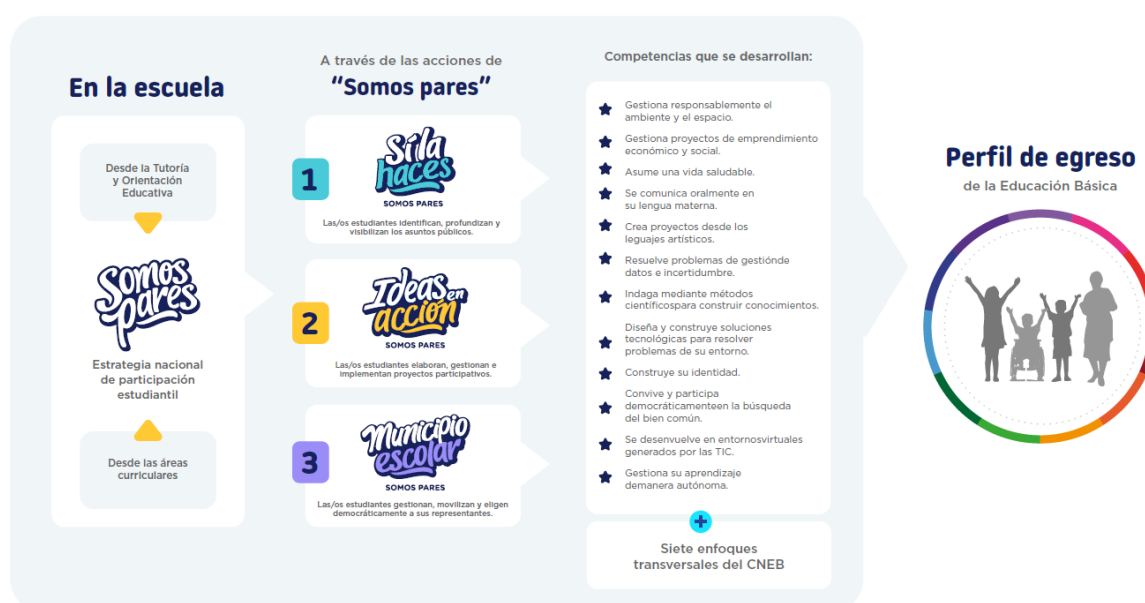 En la escuela
Desde la Tutoría
y Orientación
Educativa
Somos
pares
Estrategia nacional
de participación
estudiantil
Desde las áreas
curriculares
A través de las acciones de
“Somos pares”
1
Sí la
haces
SOMOS PARES
Las/os estudiantes identifican, profundizan y
visibilizan los asuntos públicos.
2
Ideas en
acción
SOMOS PARES
Las/os estudiantes elaboran, gestionan e
implementan proyectos participativos.
3
Municipio
escolar
SOMOS PARES
Las/os estudiantes gestionan, movilizan y eligen
democráticamente a sus representantes.
Competencias que se desarrollan:
Gestiona responsablemente el
ambiente y el espacio.
Gestiona proyectos de emprendimiento
económico y social.
Asume una vida saludable.
Se comunica oralmente en
su lengua materna.
Crea proyectos desde los
leguajes artísticos.
Resuelve problemas de gestiónde
datos e incertidumbre.
Indaga mediante métodos
científicospara construir conocimientos.
Diseña y construye soluciones
tecnológicas para resolver
problemas de su entorno.
Construye su identidad.
Convive y participa
democráticamenteen la búsqueda
del bien común.
Se desenvuelve en entornosvirtuales
generados por las TIC.
Gestiona su aprendizaje
demanera autónoma.
+
Siete enfoques
transversales del CNEB
Perfil de egreso
de la Educación Básica